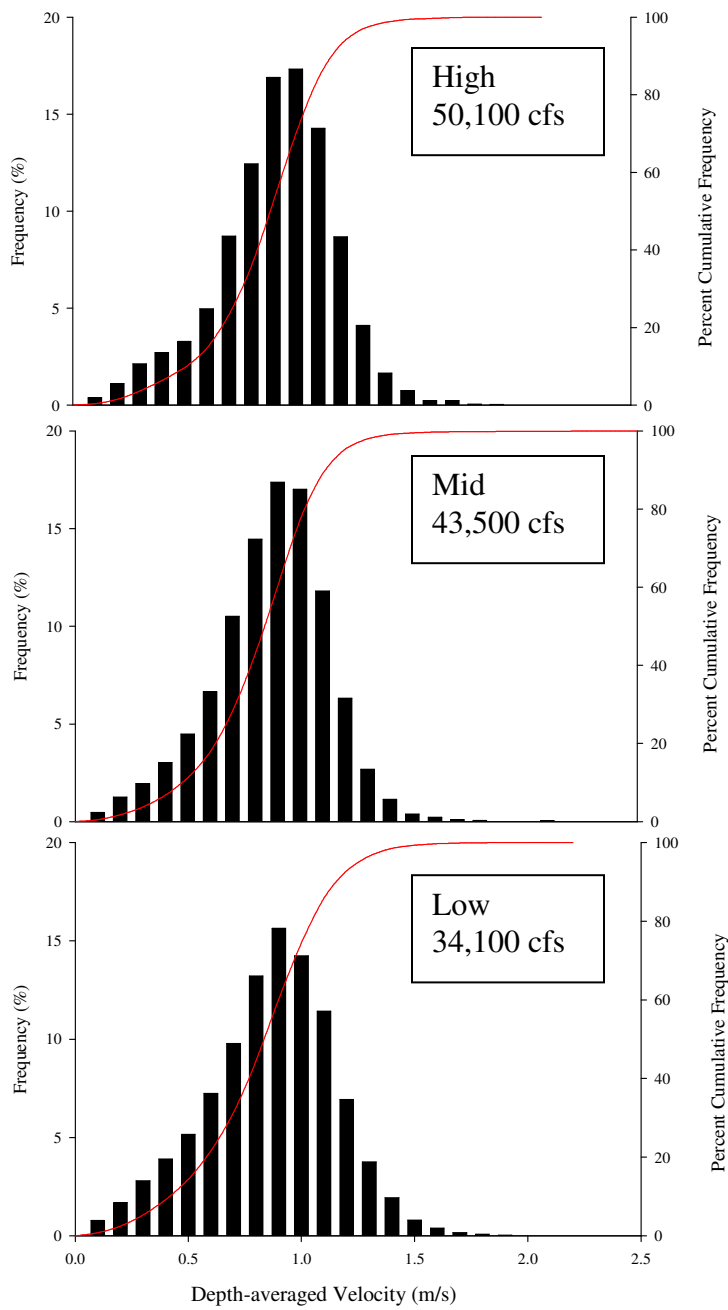 20
15
10
5
0
Frequency (%)
High
50,100 cfs
100
80
60
40
20
0
Percent Cumulative Frequency
20
15
10
5
0
Frequency (%)
Mid
43,500 cfs
100
80
60
40
20
0
Percent Cumulative Frequency
20
15
10
5
0
Frequency (%)
Low
34,100 cfs
100
80
60
40
20
0
Percent Cumulative Frequency
0.0 0.5 1.0 1.5 2.0 2.5
Depth-averaged Velocity (m/s)